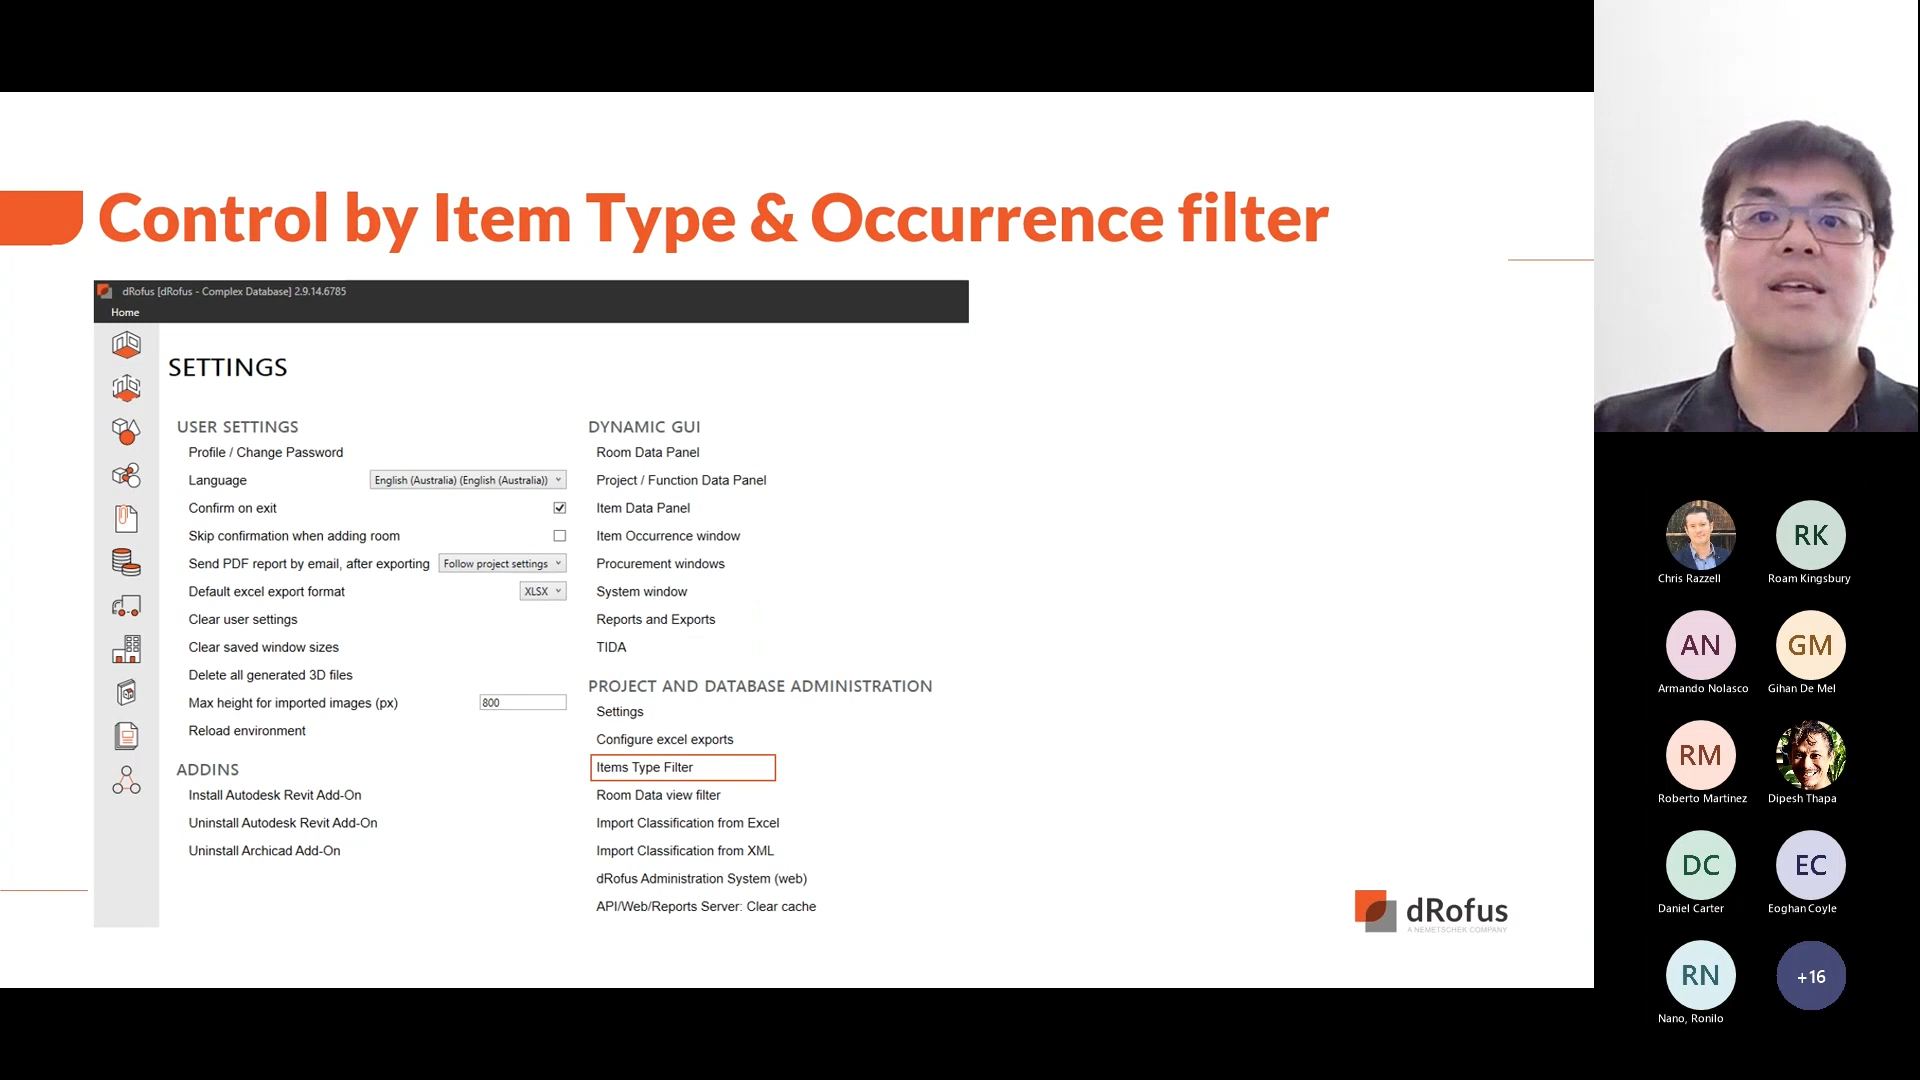 Control by Item Type & Occurrence filter
dRofus [dRofus - Complex Database] 2.9.14.6785
Home
SETTINGS
USER SETTINGS
Profile / Change Password
Language English (Australia) (English (Australia))
Confirm on exit
Skip confirmation when adding room
Send PDF report by email, after exporting Follow project settings
Default excel export format XLSX
Clear user settings
Clear saved window sizes
Delete all generated 3D files
Max height for imported images (px) 800
Reload environment
ADDINS
Install Autodesk Revit Add-On
Uninstall Autodesk Revit Add-On
Uninstall Archicad Add-On
DYNAMIC GUI
Room Data Panel
Project / Function Data Panel
Item Data Panel
Item Occurrence window
Procurement windows
System window
Reports and Exports
TIDA
PROJECT AND DATABASE ADMINISTRATION
Settings
Configure excel exports
Items Type Filter
Room Data view filter
Import Classification from Excel
Import Classification from XML
dRofus Administration System (web)
API/Web/Reports Server: Clear cache
dRofus
A NEMETSCHEK COMPANY
Chris Razzell
RK
Roam Kingsbury
AN
Armando Nolasco
GM
Gihan De Mel
RM
Roberto Martinez
Dipesh Thapa
DC
Daniel Carter
EC
Eoghan Coyle
RN
Nano, Ronilo
+16